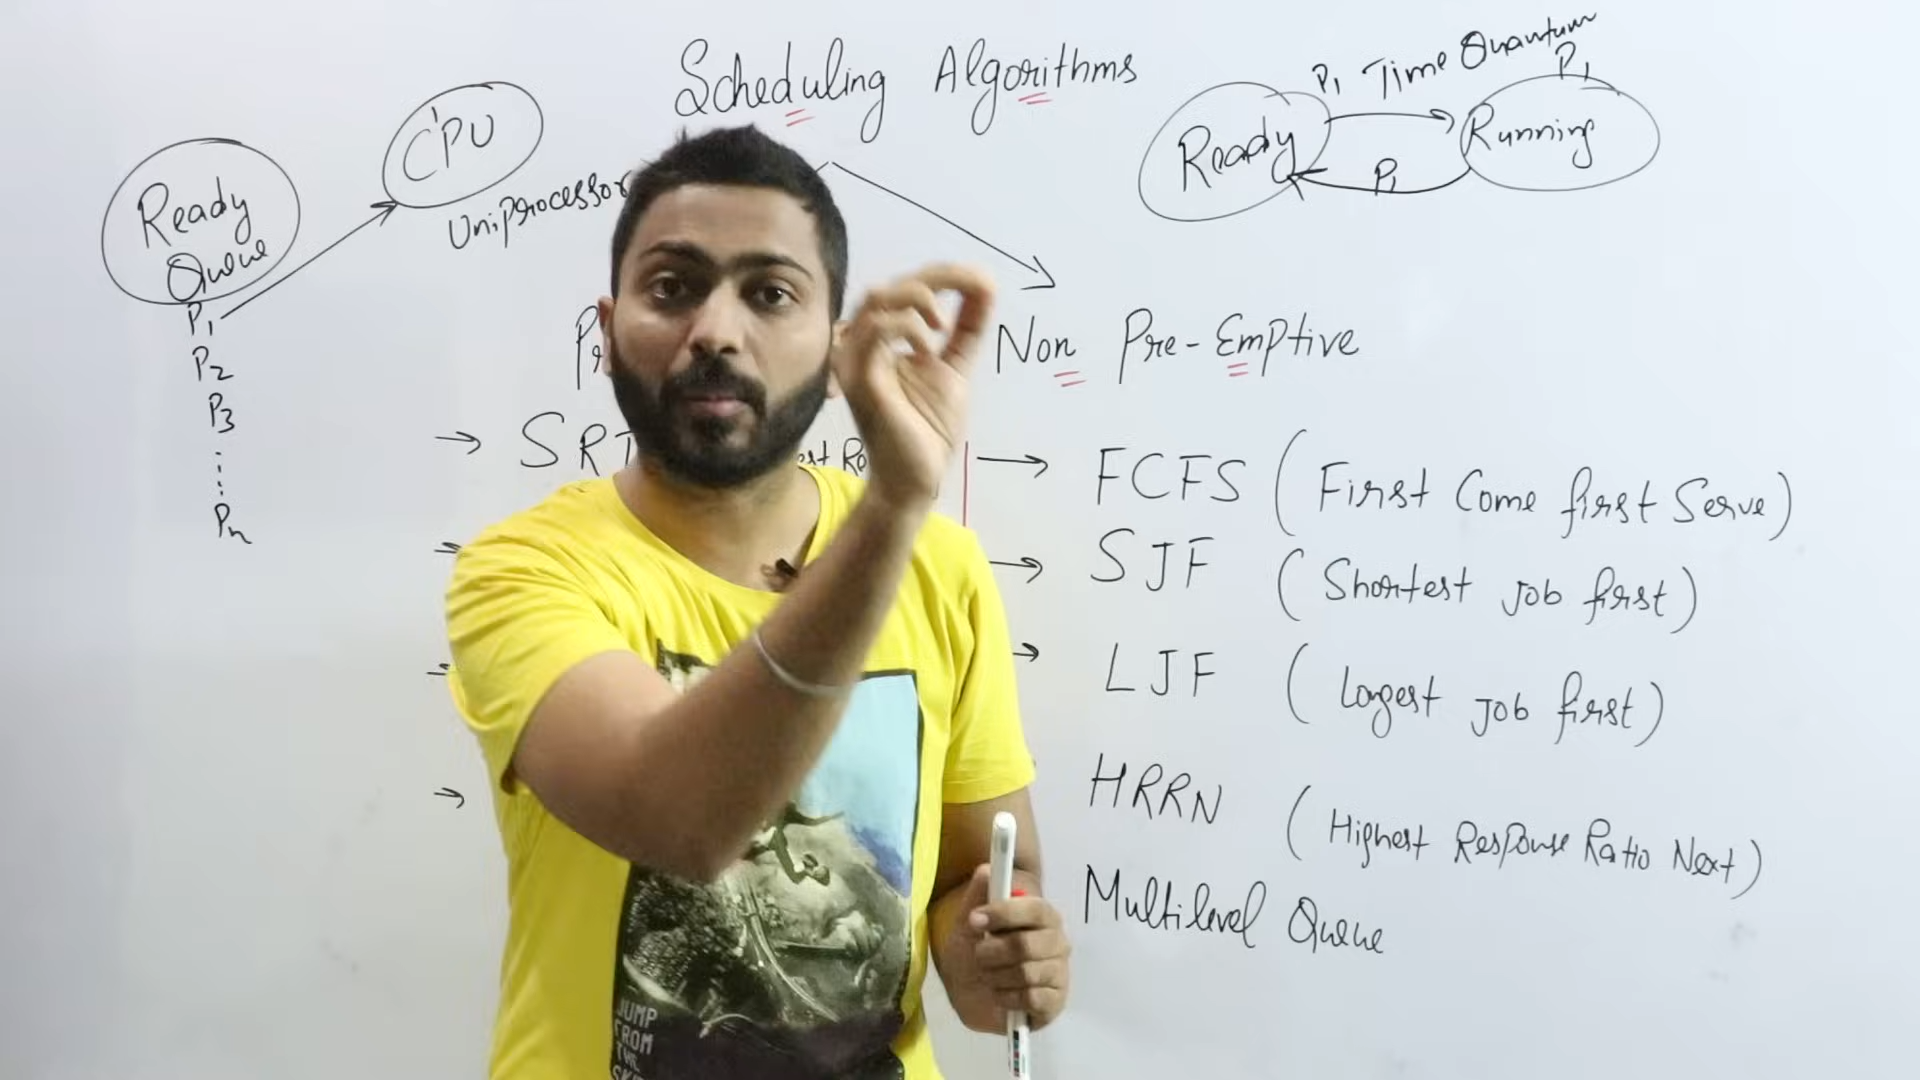 Scheduling Algorithms
CPU
Uniprocessor
Ready
Queue
P1
P2
P3
Pn
P1 Time Quantum
P1
Ready
Running
P1
Non Pre-Emptive
SRT
FCFS (First Come first Serve)
SJF (Shortest Job first)
LJF (Longest Job first)
HRRN (Highest Response Ratio Next)
Multilevel Queue
JUMP
FROM
THE